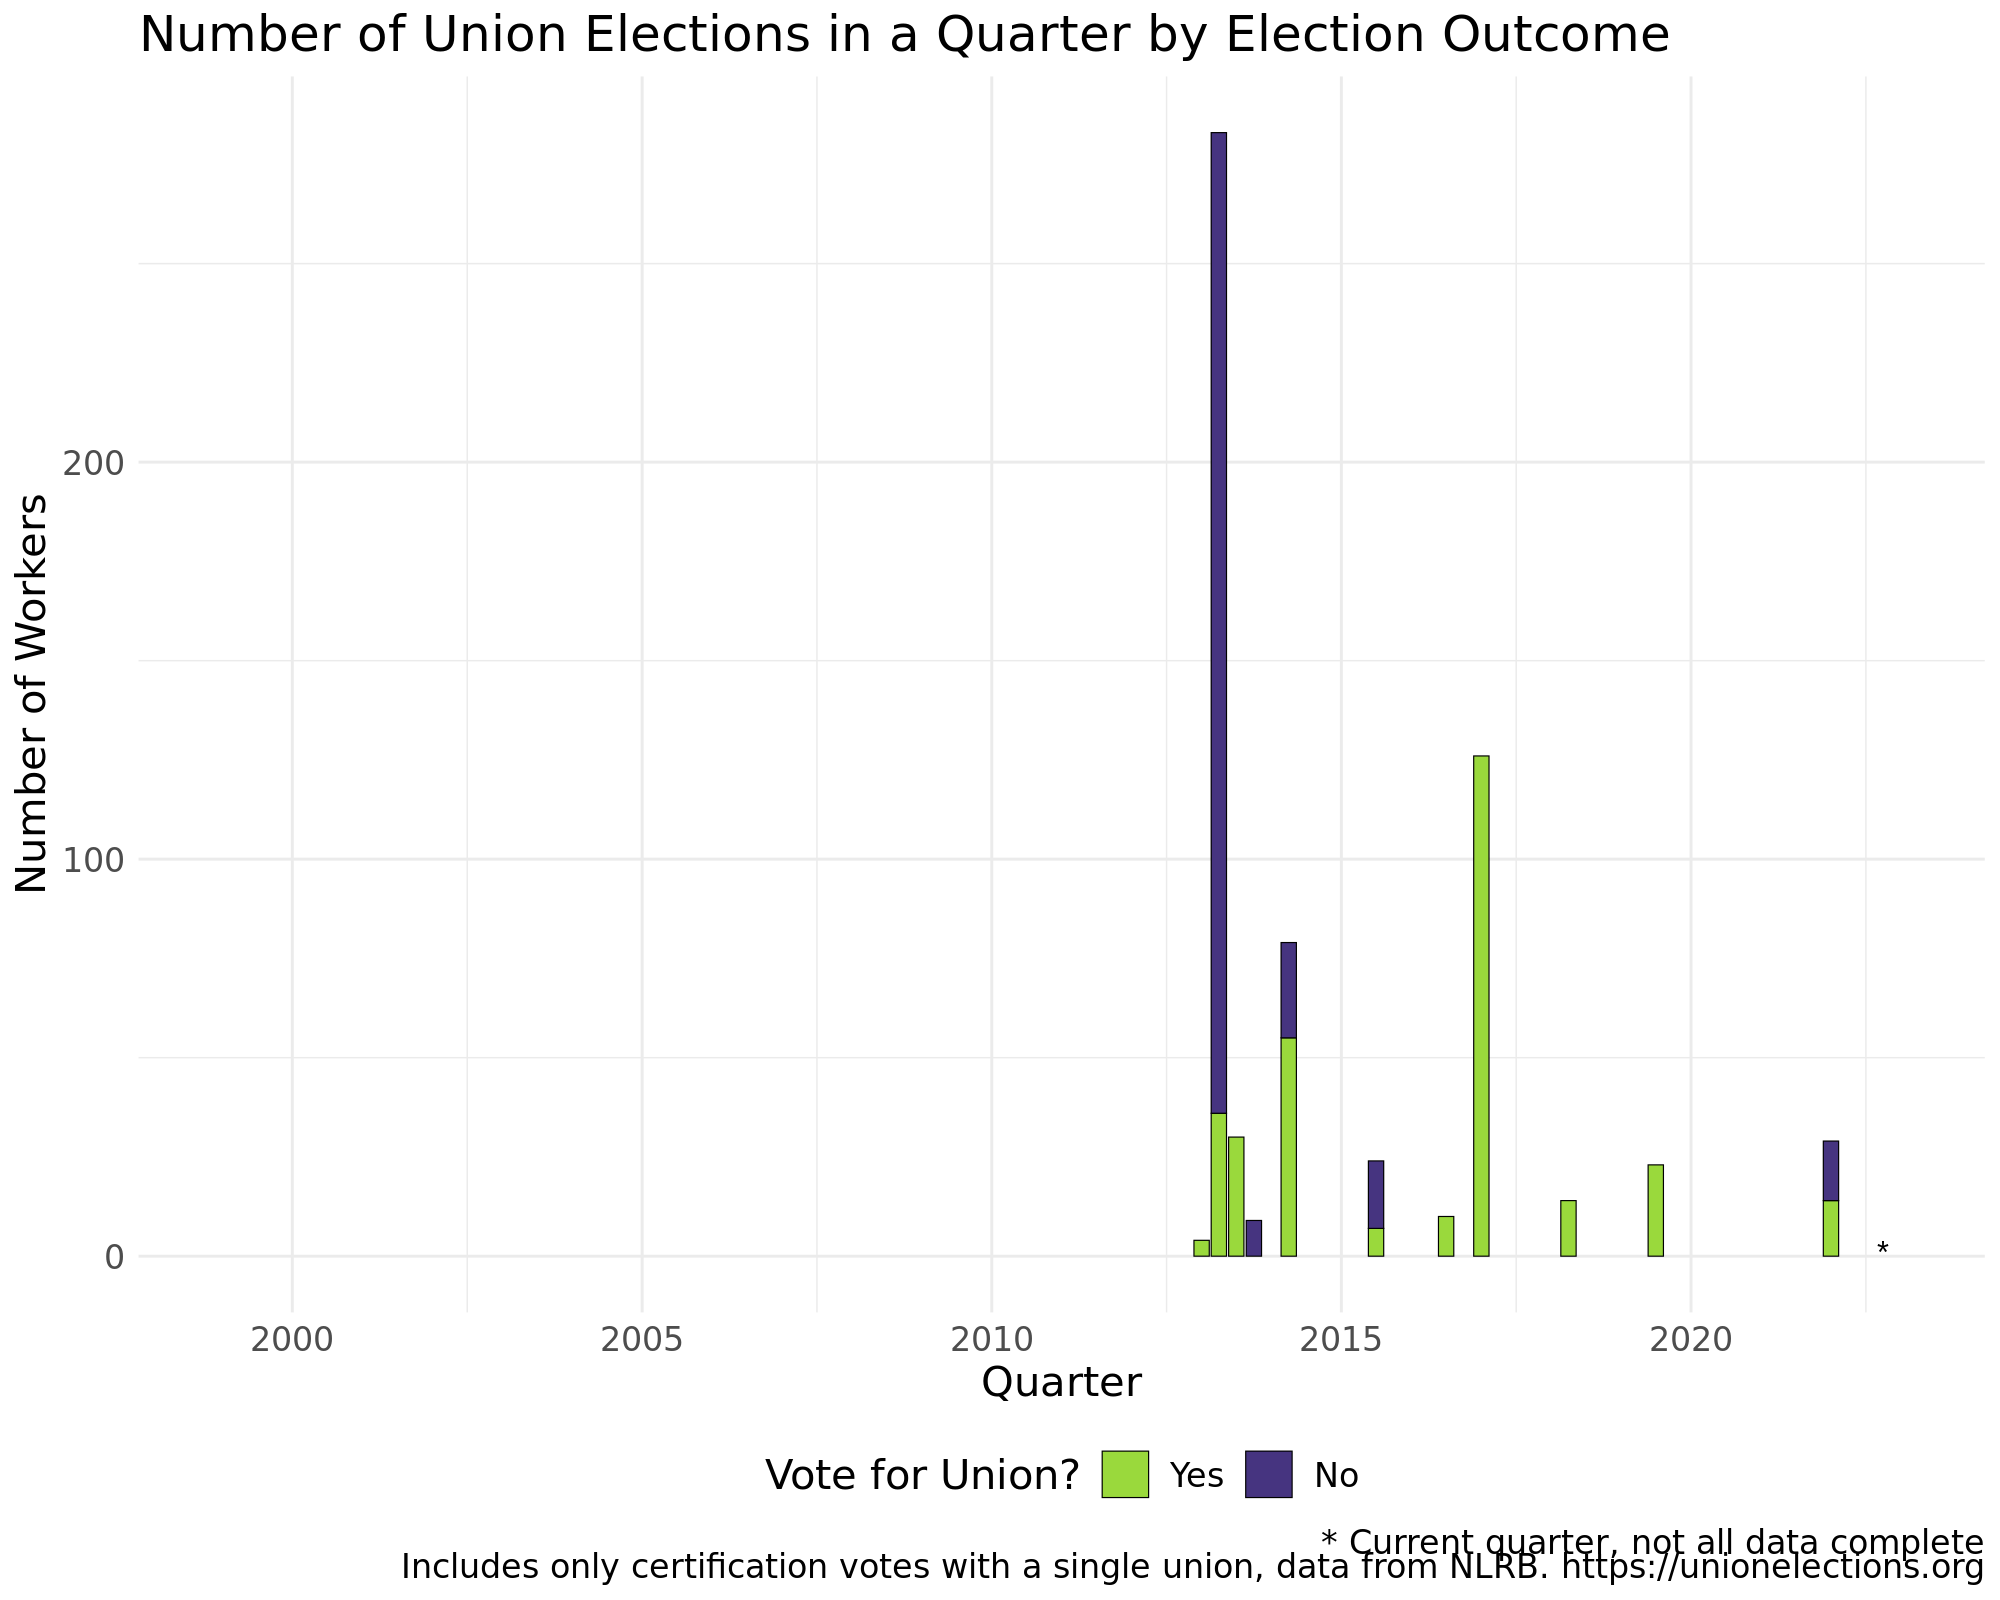 Number of Union Elections in a Quarter by Election Outcome
Number of Workers
200
100
0
2000 2005 2010 2015 2020
*
Quarter
Vote for Union? Yes No
* Current quarter, not all data complete
Includes only certification votes with a single union, data from NLRB. https://unionelections.org